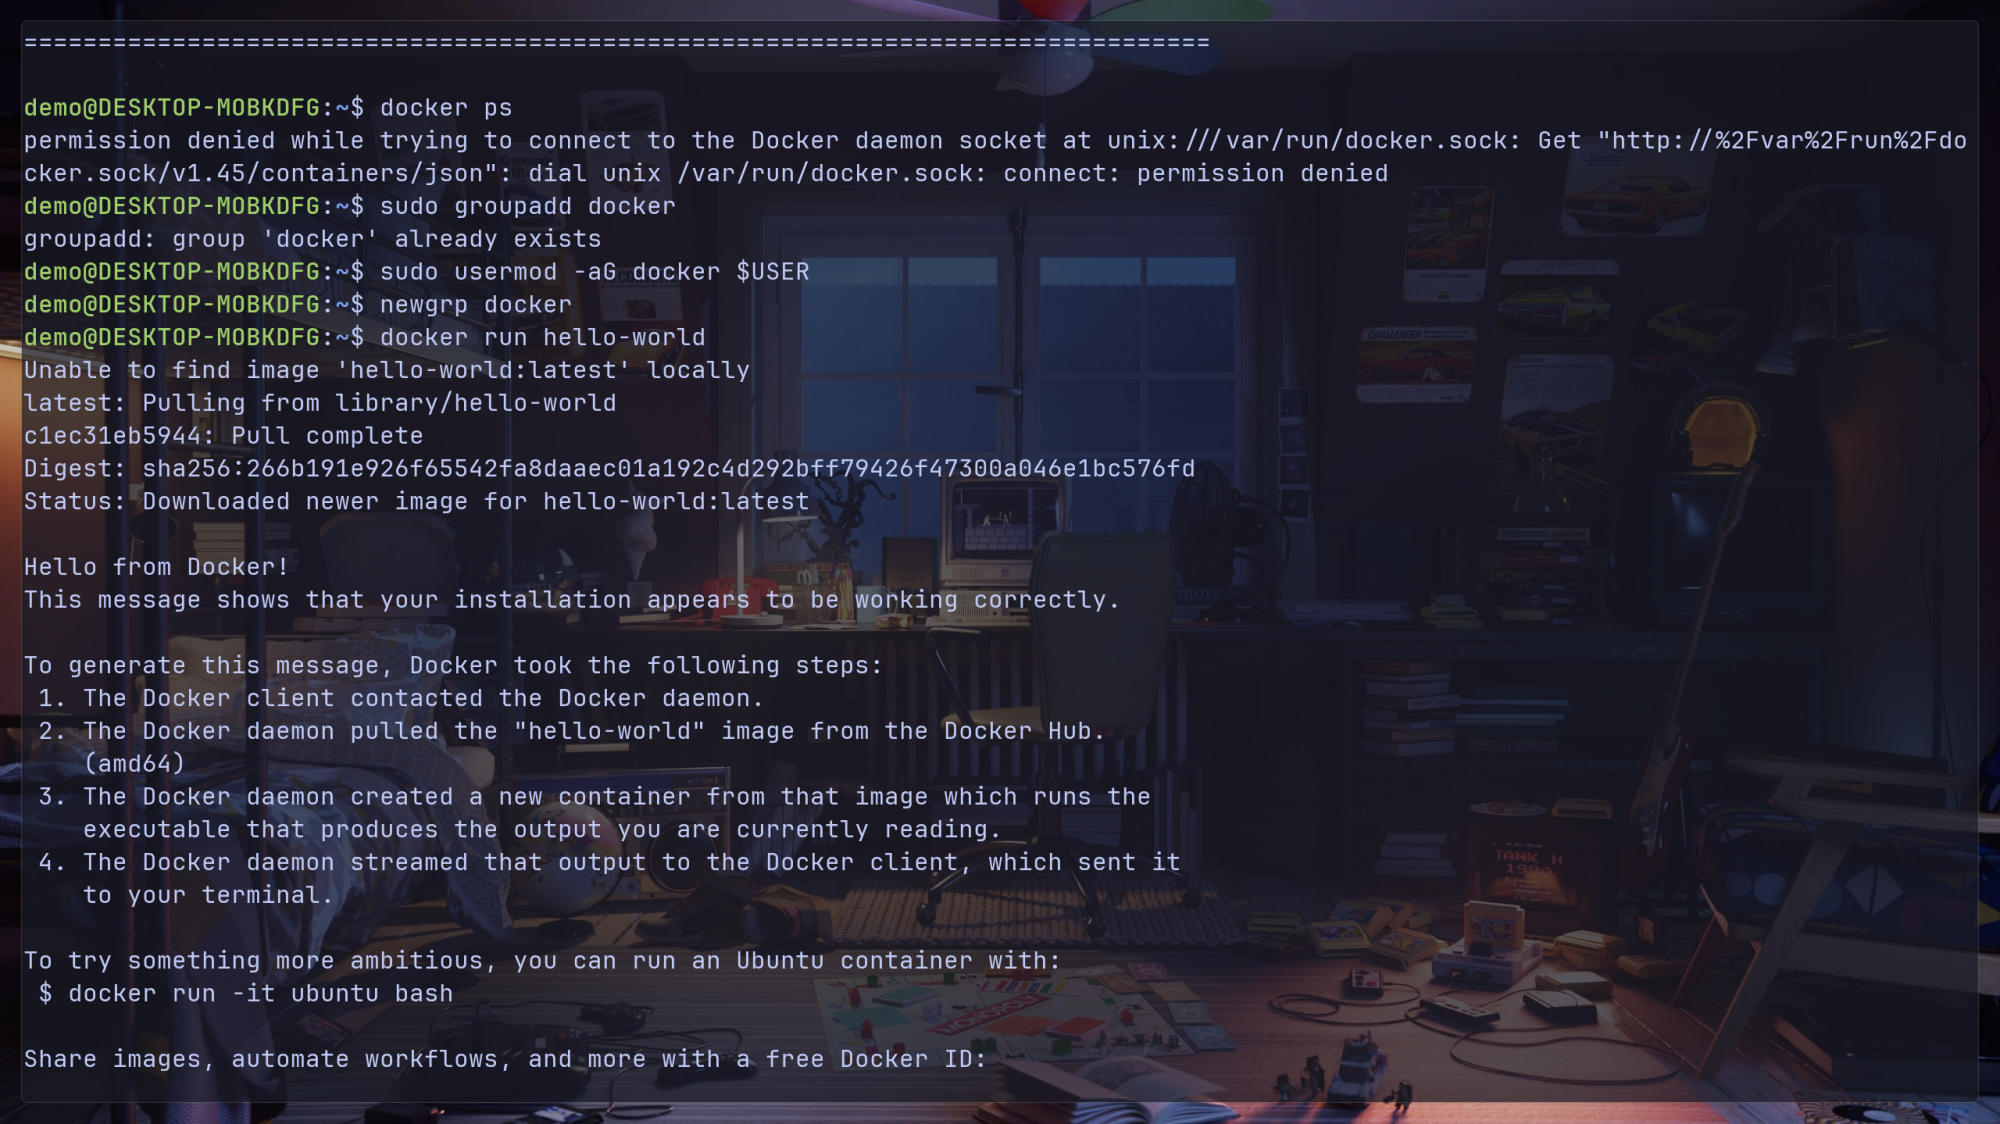 ================================================================================
demo@DESKTOP-MOBKDFG:~$ docker ps
permission denied while trying to connect to the Docker daemon socket at unix:///var/run/docker.sock: Get "http://%2Fvar%2Frun%2Fdo
cker.sock/v1.45/containers/json": dial unix /var/run/docker.sock: connect: permission denied
demo@DESKTOP-MOBKDFG:~$ sudo groupadd docker
groupadd: group 'docker' already exists
demo@DESKTOP-MOBKDFG:~$ sudo usermod -aG docker $USER
demo@DESKTOP-MOBKDFG:~$ newgrp docker
demo@DESKTOP-MOBKDFG:~$ docker run hello-world
Unable to find image 'hello-world:latest' locally
latest: Pulling from library/hello-world
c1ec31eb5944: Pull complete
Digest: sha256:266b191e926f65542fa8daaec01a192c4d292bff79426f47300a046e1bc576fd
Status: Downloaded newer image for hello-world:latest
Hello from Docker!
This message shows that your installation appears to be working correctly.
To generate this message, Docker took the following steps:
1. The Docker client contacted the Docker daemon.
2. The Docker daemon pulled the "hello-world" image from the Docker Hub.
(amd64)
3. The Docker daemon created a new container from that image which runs the
executable that produces the output you are currently reading.
4. The Docker daemon streamed that output to the Docker client, which sent it
to your terminal.
To try something more ambitious, you can run an Ubuntu container with:
$ docker run -it ubuntu bash
Share images, automate workflows, and more with a free Docker ID:
CHALLENGER
TANK H
1990
MONOPOLY